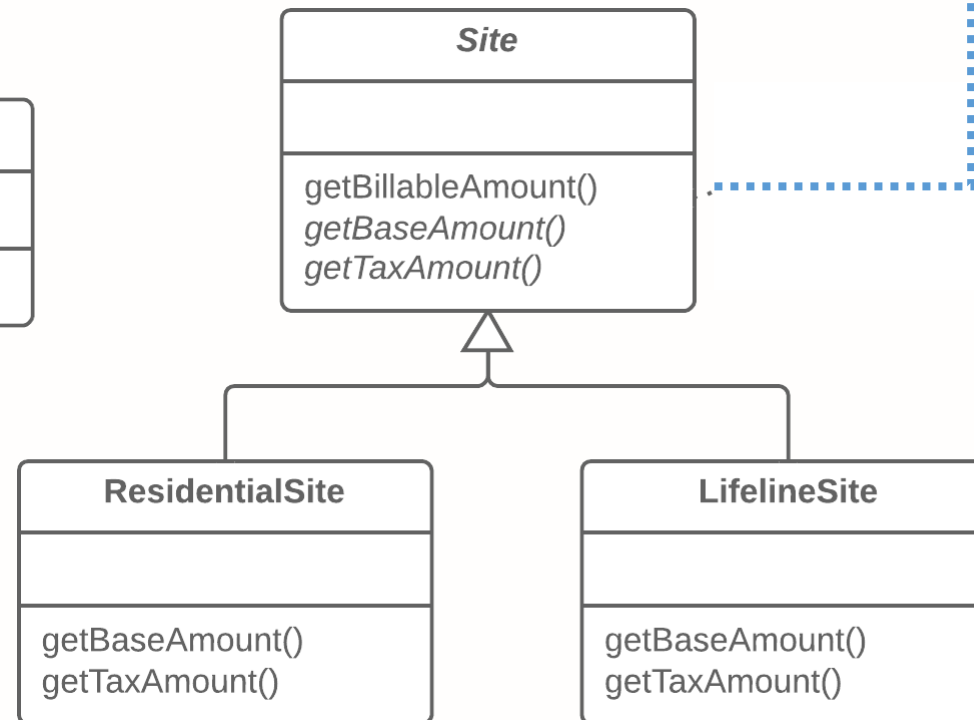 Site
getBillableAmount()
getBaseAmount()
getTaxAmount()
ResidentialSite
LifelineSite
getBaseAmount()
getTaxAmount()
getBaseAmount()
getTaxAmount()